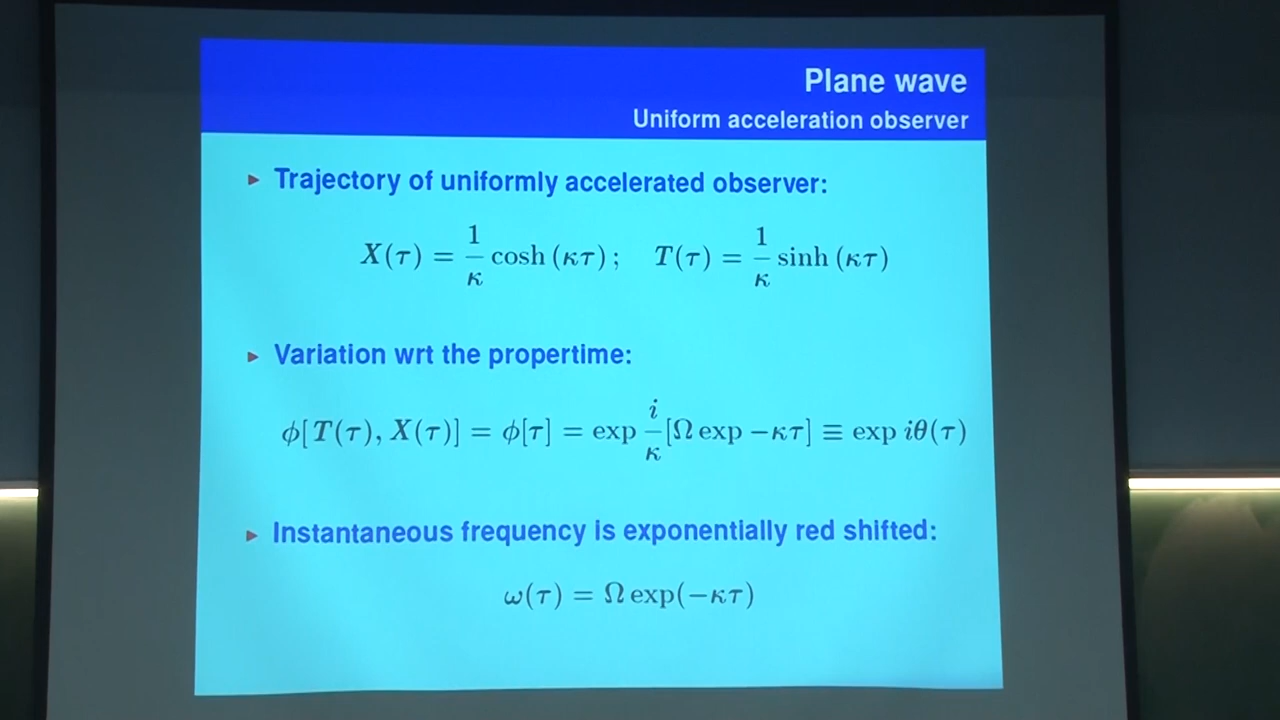 Plane wave
Uniform acceleration observer
▸ Trajectory of uniformly accelerated observer:
X(τ) = 1/κ cosh (κτ) ; T(τ) = 1/κ sinh (κτ)
▸ Variation wrt the propertime:
ϕ[T(τ), X(τ)] = ϕ[τ] = exp i/κ [Ω exp −κτ] ≡ exp iθ(τ)
▸ Instantaneous frequency is exponentially red shifted:
ω(τ) = Ω exp(−κτ)